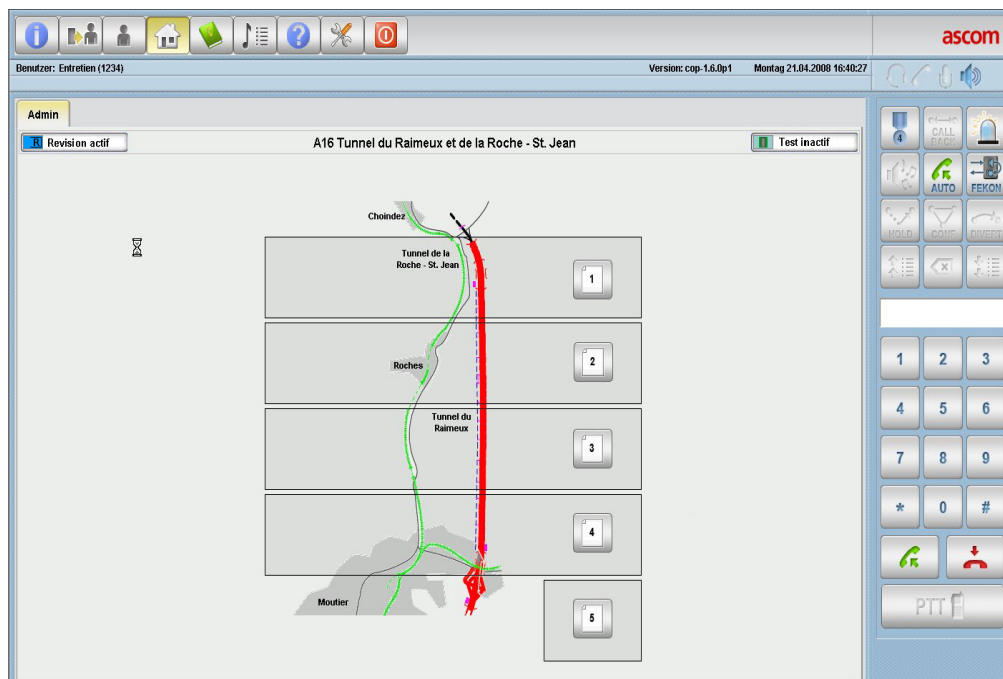 ascom
Benutzer: Entretien (1234)
Version: cop-1.6.0p1
Montag 21.04.2008 16:40:27
Admin
R Revision actif
A16 Tunnel du Raimeux et de la Roche - St. Jean
Test inactif
Choindez
Tunnel de la
Roche - St. Jean
1
Roches
2
Tunnel du
Raimeux
3
4
Moutier
5
4
CALL
BACK
AUTO
FEKON
HOLD
CONF
DIVERT
1 2 3
4 5 6
7 8 9
* 0 #
PTT